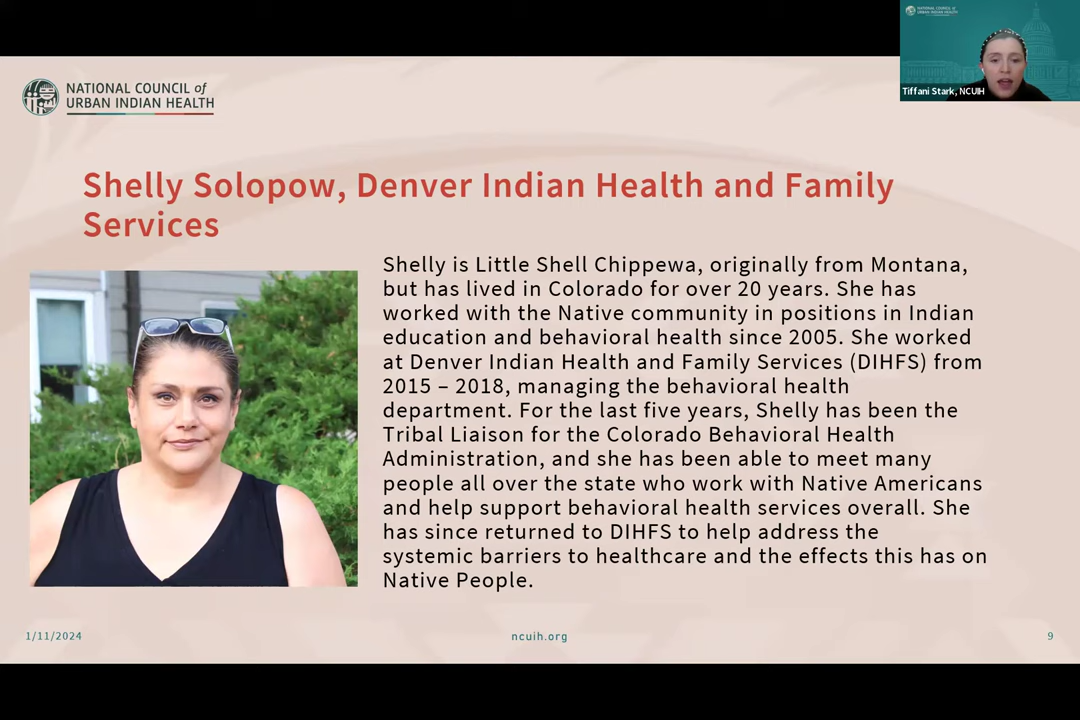 NATIONAL COUNCIL of
URBAN INDIAN HEALTH
NATIONAL COUNCIL of
URBAN INDIAN HEALTH
Tiffani Stark, NCUIH
Shelly Solopow, Denver Indian Health and Family
Services
Shelly is Little Shell Chippewa, originally from Montana,
but has lived in Colorado for over 20 years. She has
worked with the Native community in positions in Indian
education and behavioral health since 2005. She worked
at Denver Indian Health and Family Services (DIHFS) from
2015 – 2018, managing the behavioral health
department. For the last five years, Shelly has been the
Tribal Liaison for the Colorado Behavioral Health
Administration, and she has been able to meet many
people all over the state who work with Native Americans
and help support behavioral health services overall. She
has since returned to DIHFS to help address the
systemic barriers to healthcare and the effects this has on
Native People.
1/11/2024
ncuih.org
9